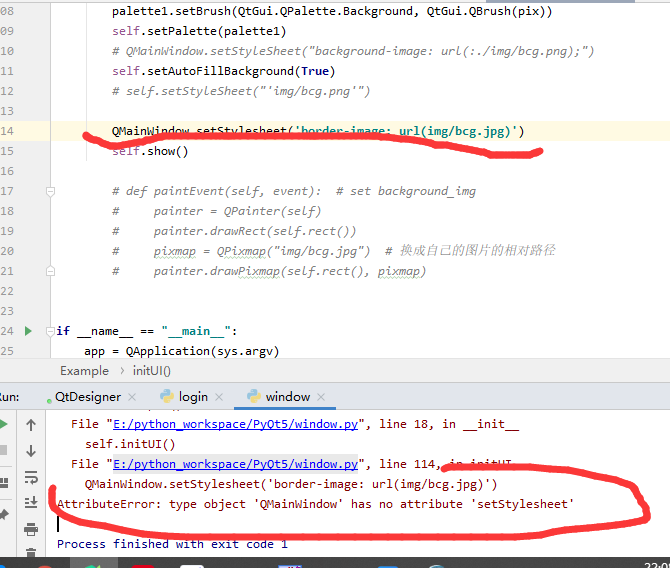 08 palette1.setBrush(QtGui.QPalette.Background, QtGui.QBrush(pix))
09 self.setPalette(palette1)
10 # QMainWindow.setStyleSheet("background-image: url(:./img/bcg.png);")
11 self.setAutoFillBackground(True)
12 # self.setStyleSheet("'img/bcg.png'")
13
14 QMainWindow.setStylesheet('border-image: url(img/bcg.jpg)')
15 self.show()
16
17 # def paintEvent(self, event):  # set background_img
18 #     painter = QPainter(self)
19 #     painter.drawRect(self.rect())
20 #     pixmap = QPixmap("img/bcg.jpg")  # 换成自己的图片的相对路径
21 #     painter.drawPixmap(self.rect(), pixmap)
22
23
24 if __name__ == "__main__":
25 app = QApplication(sys.argv)
Example › initUI()
un: QtDesigner × login × window ×
File "E:/python_workspace/PyQt5/window.py", line 18, in __init__
self.initUI()
File "E:/python_workspace/PyQt5/window.py", line 114, in initUI
QMainWindow.setStylesheet('border-image: url(img/bcg.jpg)')
AttributeError: type object 'QMainWindow' has no attribute 'setStylesheet'
Process finished with exit code 1